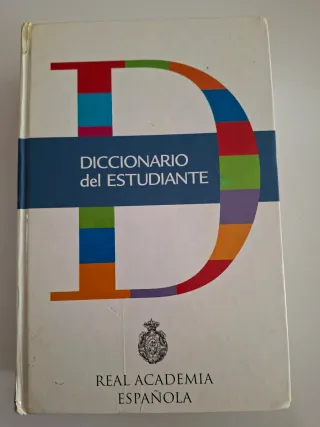 D
DICCIONARIO
del ESTUDIANTE
REAL ACADEMIA
ESPAÑOLA